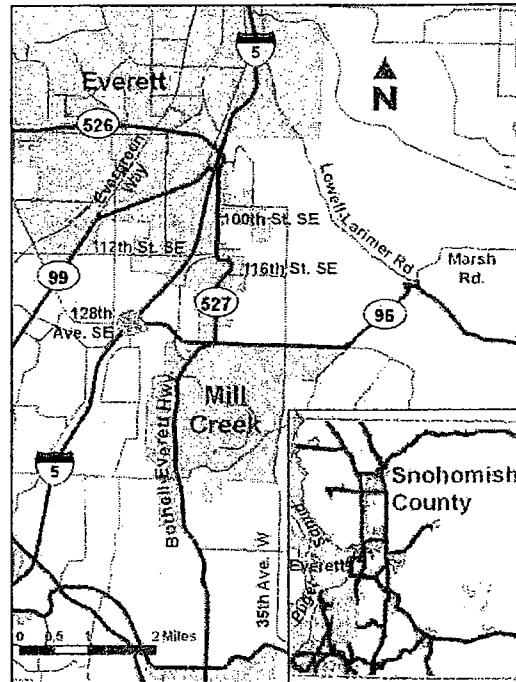 5
Everett
N
526
Evergreen
Way
100th St. SE
Lowell-Larimer Rd
112th St. SE
Marsh
Rd.
116th St. SE
99
128th
Ave. SE
527
96
Mill
Creek
Bothell Everett Hwy
5
35th Ave. W
Snohomish
County
Everett
Puget Sound
0 0.5 1 2 Miles